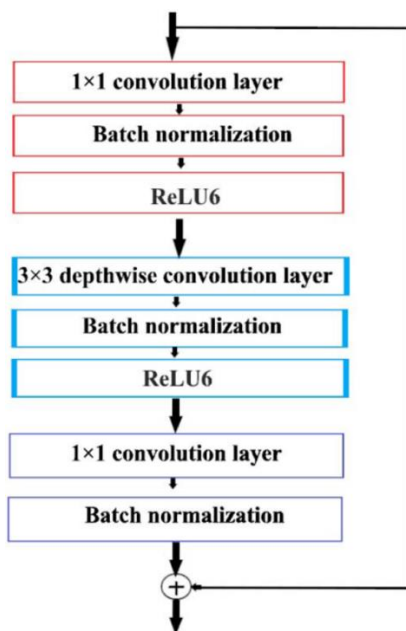 1×1 convolution layer
Batch normalization
ReLU6
3×3 depthwise convolution layer
Batch normalization
ReLU6
1×1 convolution layer
Batch normalization
+